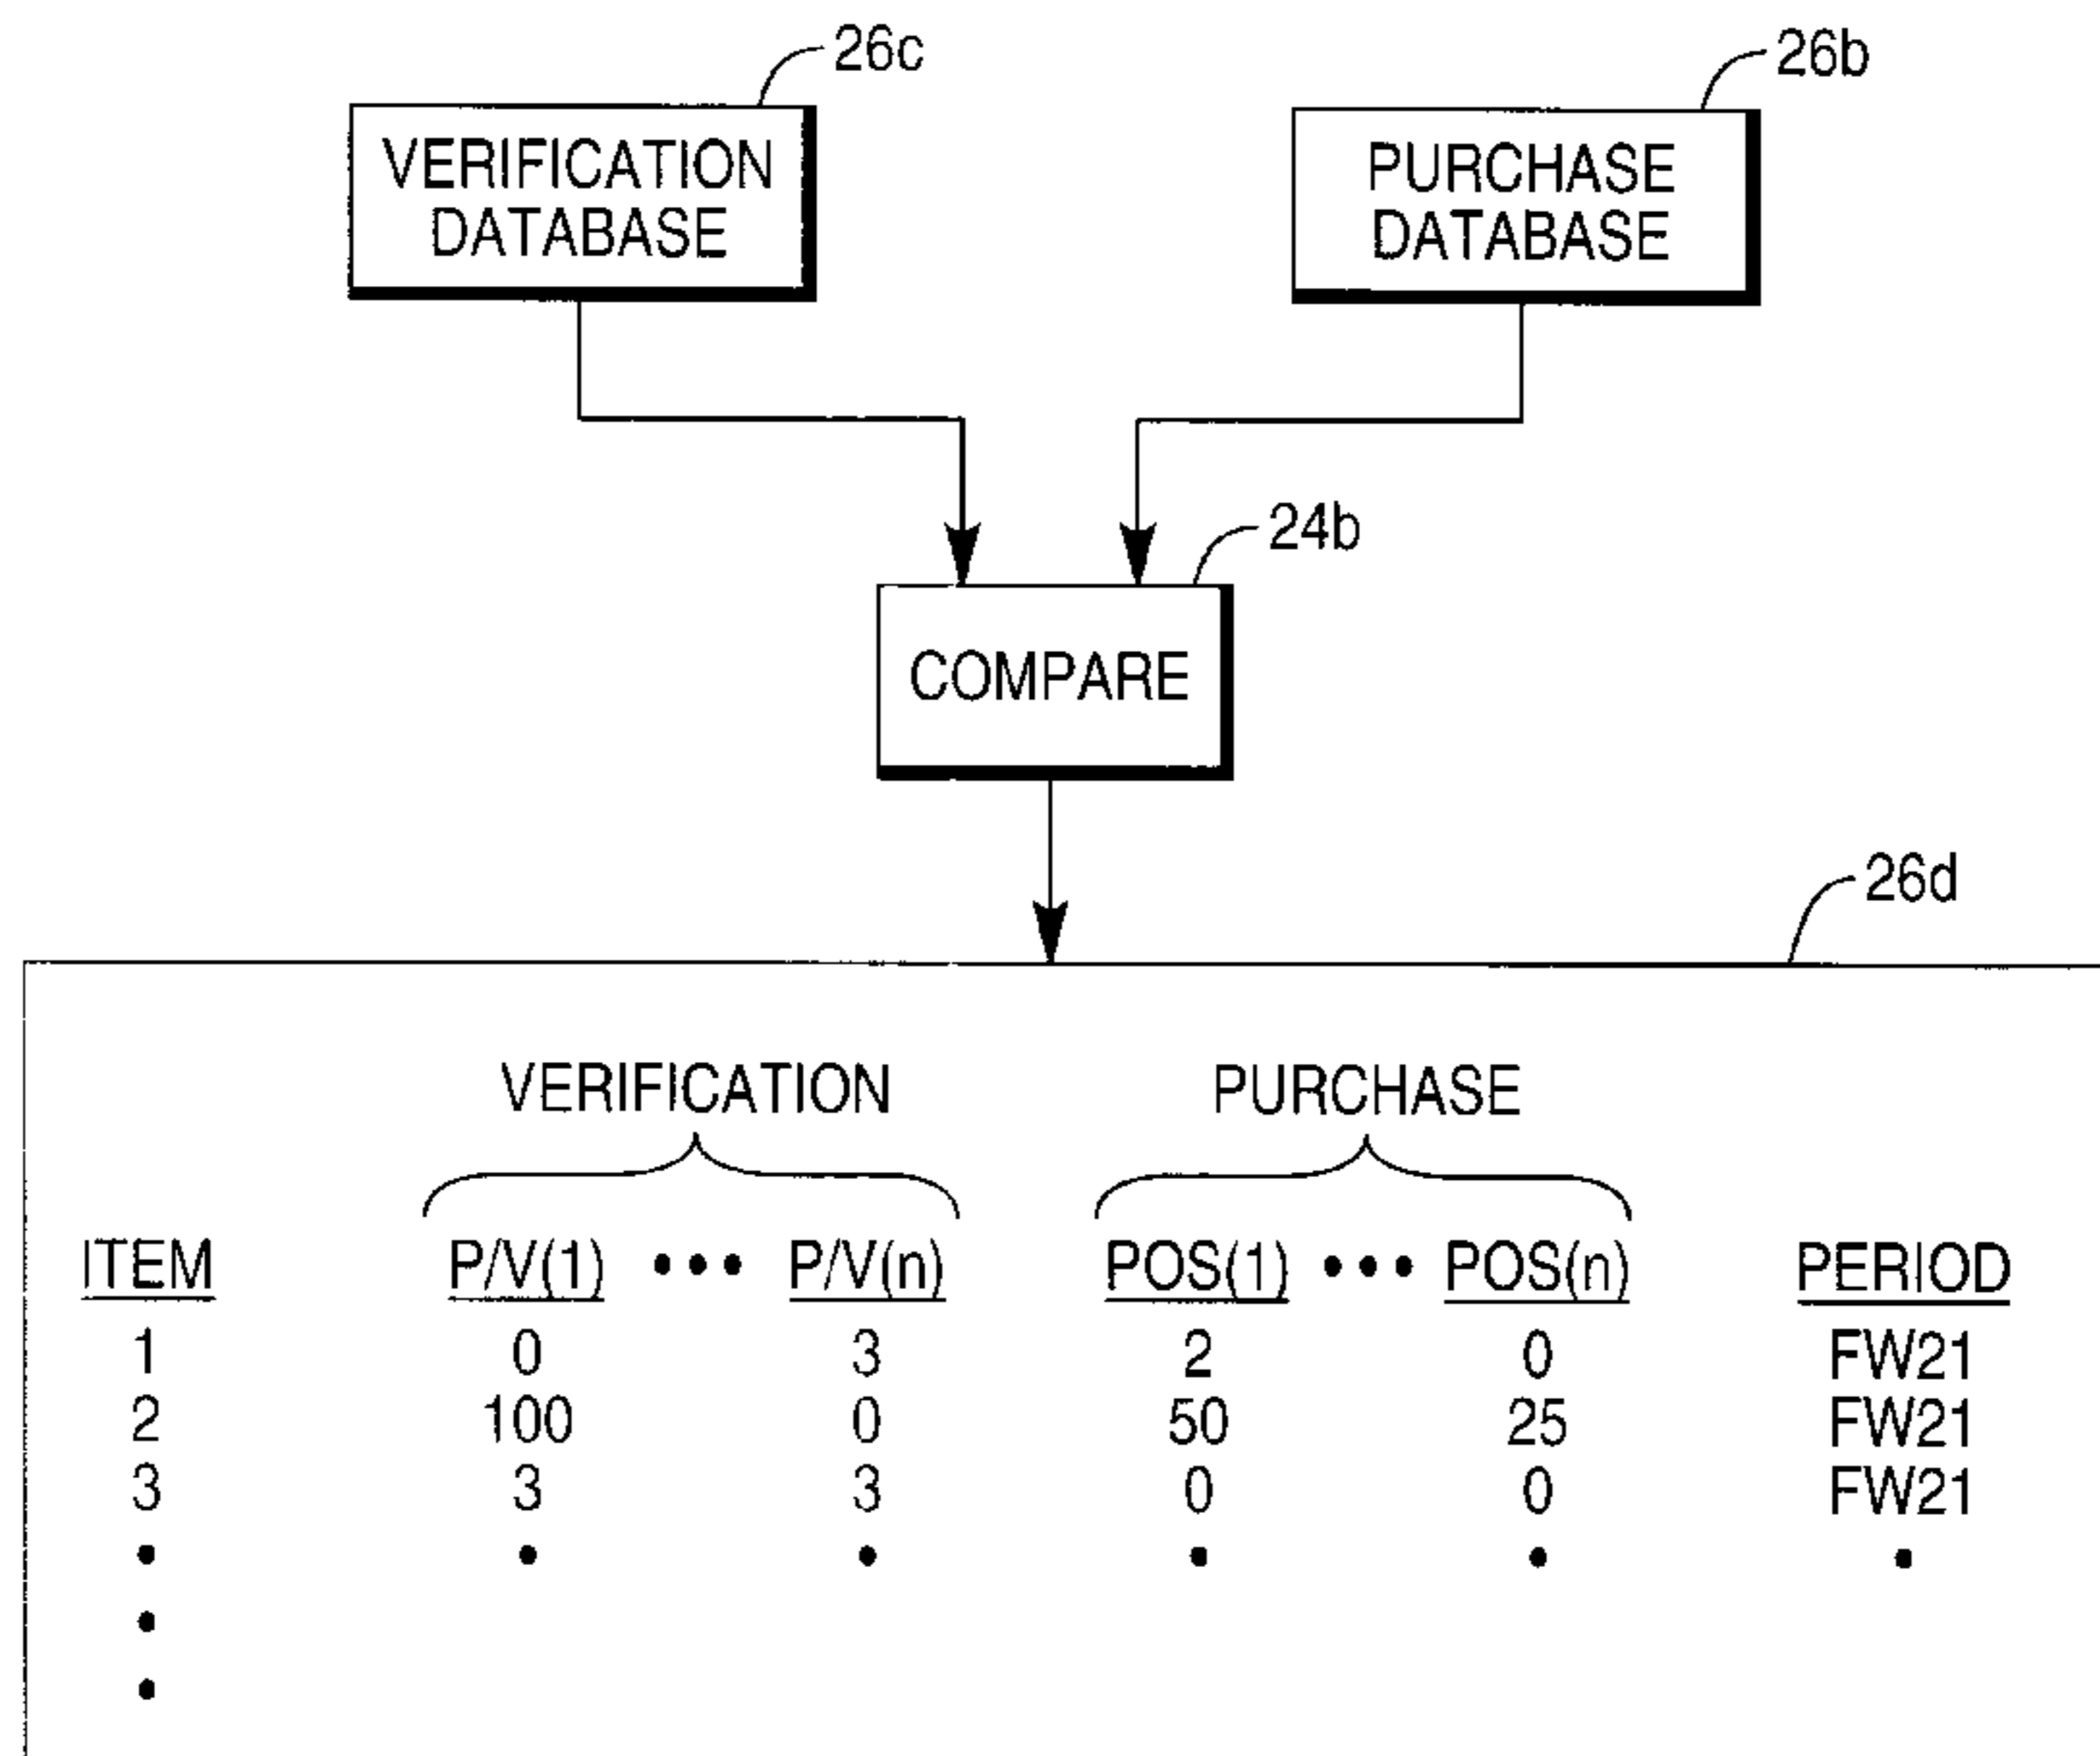 26c
26b
VERIFICATION
DATABASE
PURCHASE
DATABASE
24b
COMPARE
26d
VERIFICATION PURCHASE
ITEM P/V(1) ••• P/V(n) POS(1) ••• POS(n) PERIOD
1 0 3 2 0 FW21
2 100 0 50 25 FW21
3 3 3 0 0 FW21
• • • • • •
•
•